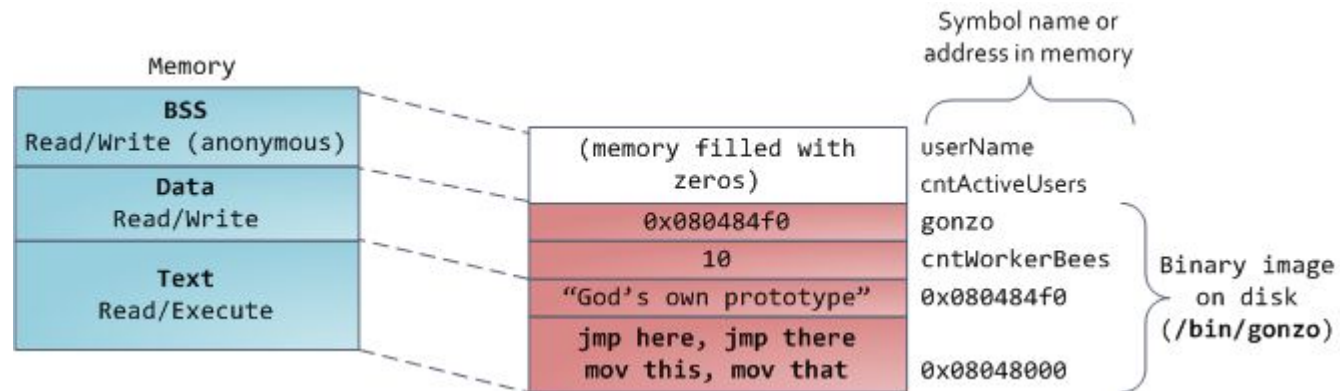 Symbol name or
address in memory
Memory
BSS
Read/Write (anonymous)
Data
Read/Write
Text
Read/Execute
(memory filled with
zeros)
userName
cntActiveUsers
0x080484f0
gonzo
10
cntWorkerBees
“God’s own prototype”
0x080484f0
jmp here, jmp there
mov this, mov that
0x08048000
Binary image
on disk
(/bin/gonzo)